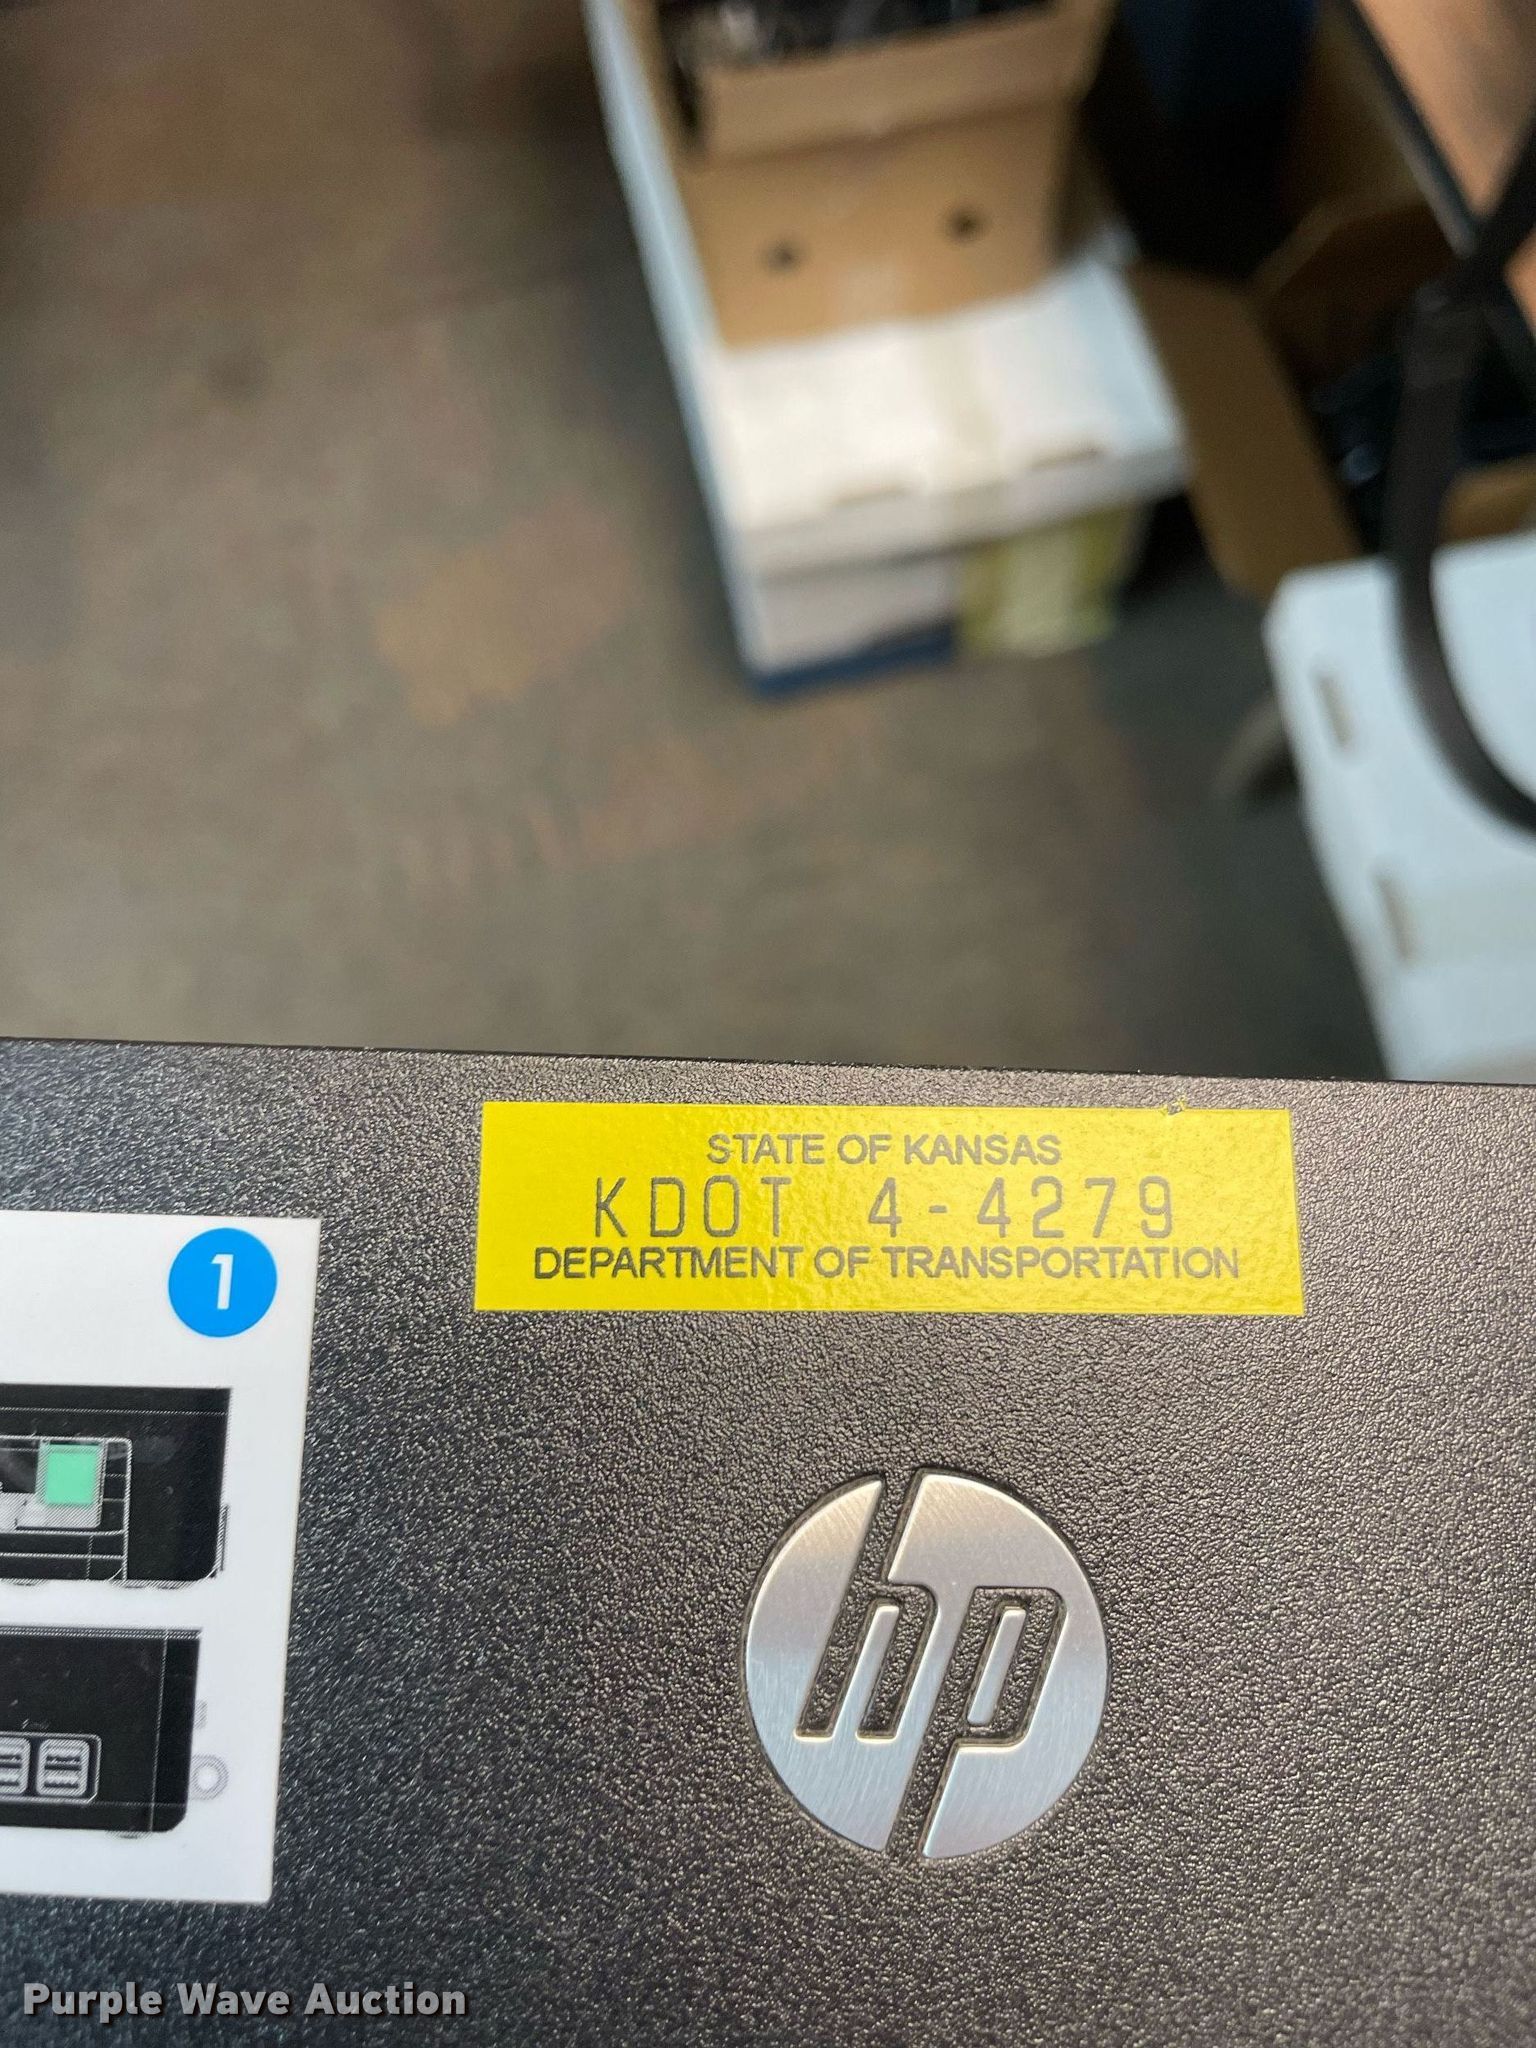 STATE OF KANSAS
KDOT 4-4279
DEPARTMENT OF TRANSPORTATION
1
hp
Purple Wave Auction